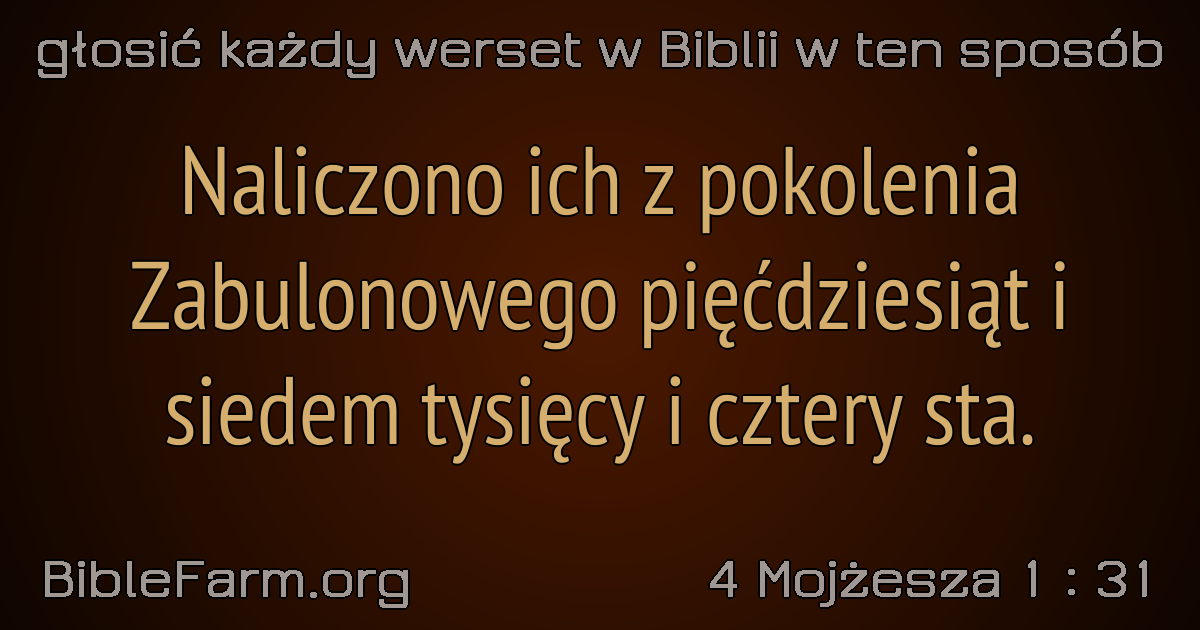 głosić każdy werset w Biblii w ten sposób
Naliczono ich z pokolenia
Zabulonowego pięćdziesiąt i
siedem tysięcy i cztery sta.
BibleFarm.org
4 Mojżesza 1 : 31